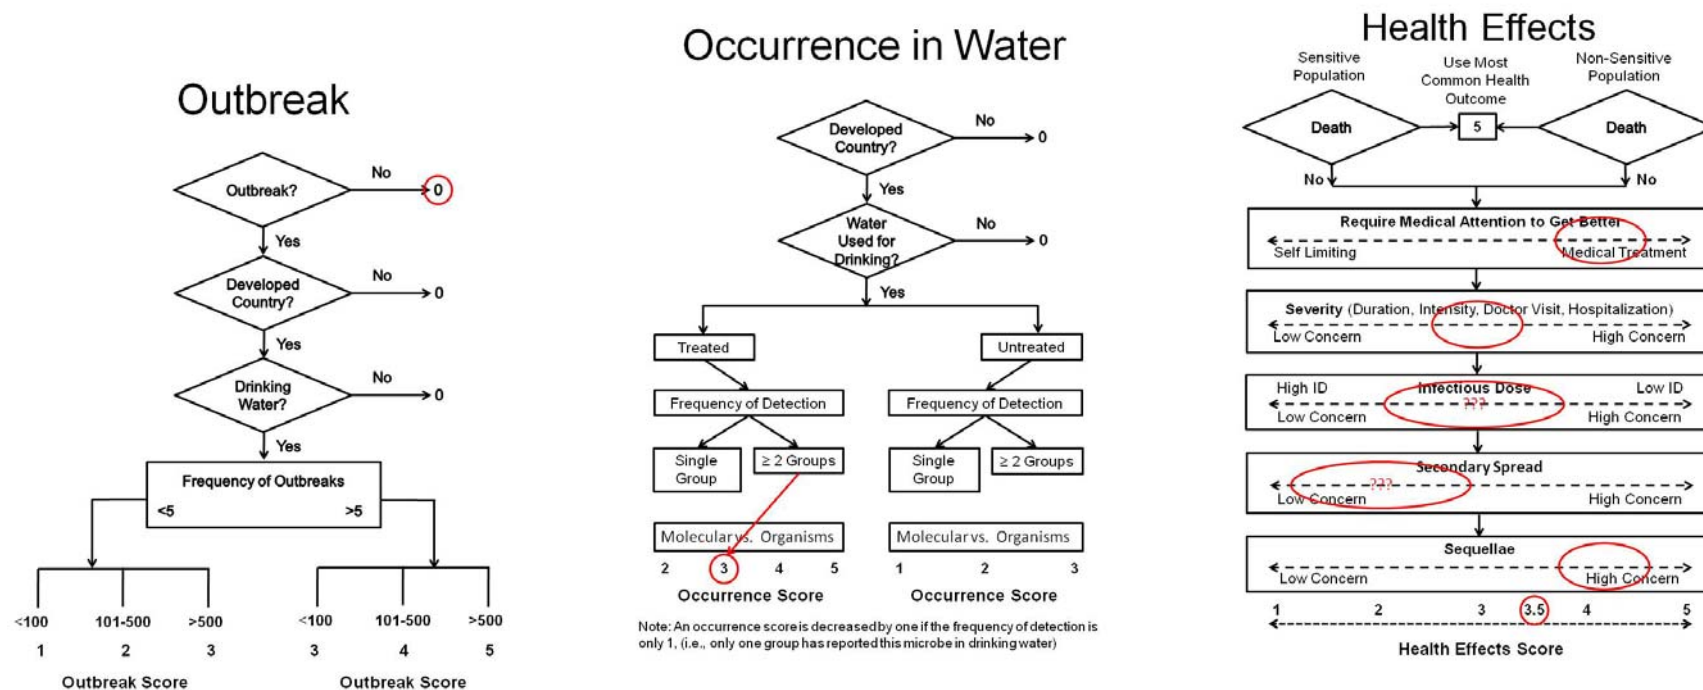 Outbreak
Outbreak?
No
0
Yes
Developed
Country?
No
0
Yes
Drinking
Water?
No
0
Yes
Frequency of Outbreaks
<5 >5
<100 101-500 >500
1 2 3
Outbreak Score
<100 101-500 >500
3 4 5
Outbreak Score
Occurrence in Water
Developed
Country?
No
0
Yes
Water
Used for
Drinking?
No
0
Yes
Treated
Untreated
Frequency of Detection
Frequency of Detection
Single
Group
≥ 2 Groups
Single
Group
≥ 2 Groups
Molecular vs. Organisms
Molecular vs. Organisms
2 3 4 5
1 2 3
Occurrence Score
Occurrence Score
Note: An occurrence score is decreased by one if the frequency of detection is
only 1, (i.e., only one group has reported this microbe in drinking water)
Health Effects
Sensitive
Population
Use Most
Common Health
Outcome
Non-Sensitive
Population
Death
5
Death
No
No
Require Medical Attention to Get Better
Self Limiting Medical Treatment
Severity (Duration, Intensity, Doctor Visit, Hospitalization)
Low Concern High Concern
High ID Infectious Dose Low ID
???
Low Concern High Concern
Secondary Spread
???
Low Concern High Concern
Sequellae
Low Concern High Concern
1 2 3 3.5 4 5
Health Effects Score